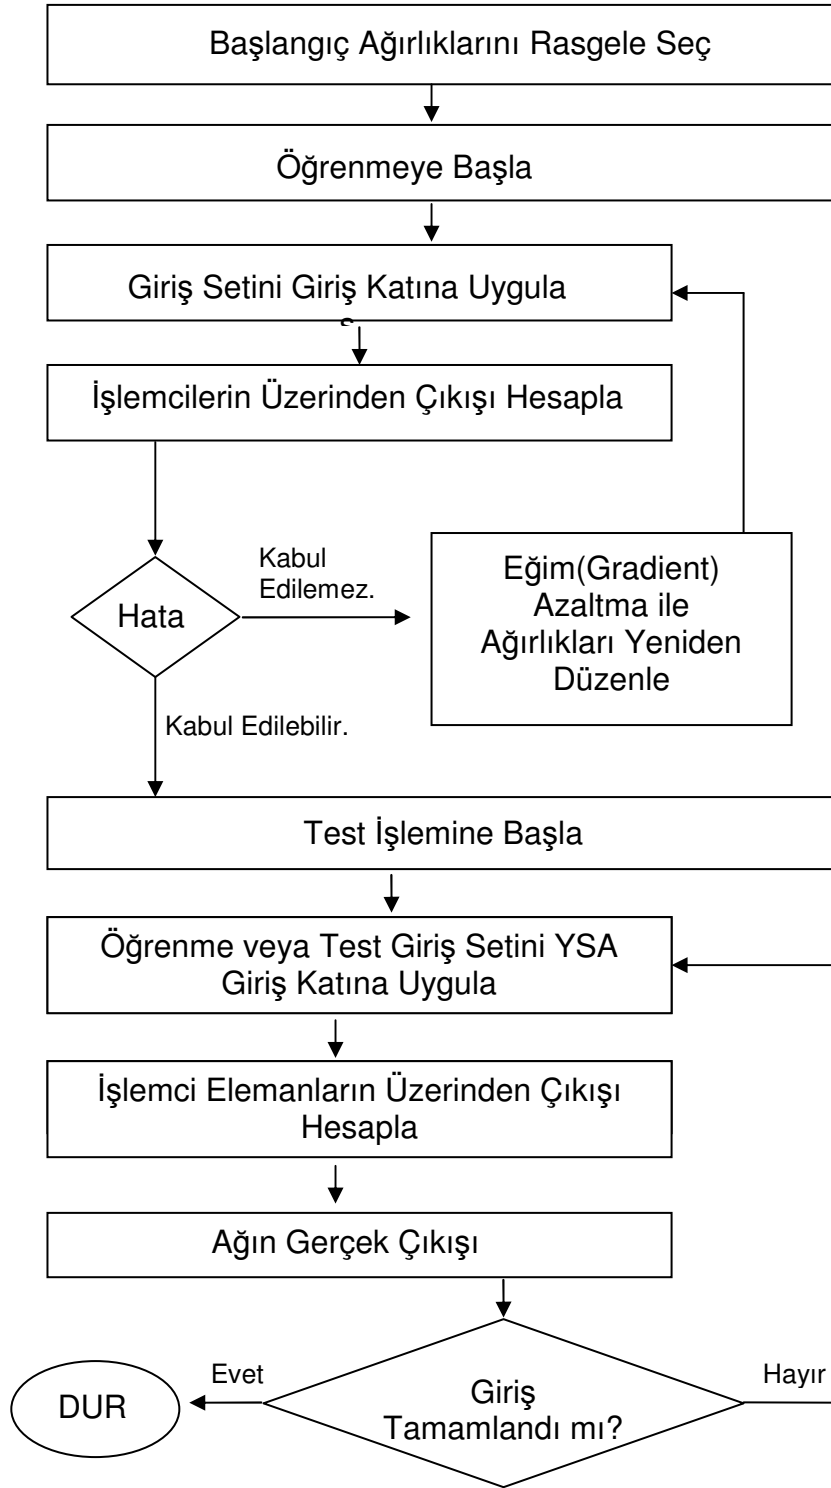 Başlangıç Ağırlıklarını Rasgele Seç
Öğrenmeye Başla
Giriş Setini Giriş Katına Uygula
İşlemcilerin Üzerinden Çıkışı Hesapla
Kabul
Edilemez.
Hata
Eğim(Gradient)
Azaltma ile
Ağırlıkları Yeniden
Düzenle
Kabul Edilebilir.
Test İşlemine Başla
Öğrenme veya Test Giriş Setini YSA
Giriş Katına Uygula
İşlemci Elemanların Üzerinden Çıkışı
Hesapla
Ağın Gerçek Çıkışı
Evet
Hayır
DUR
Giriş
Tamamlandı mı?